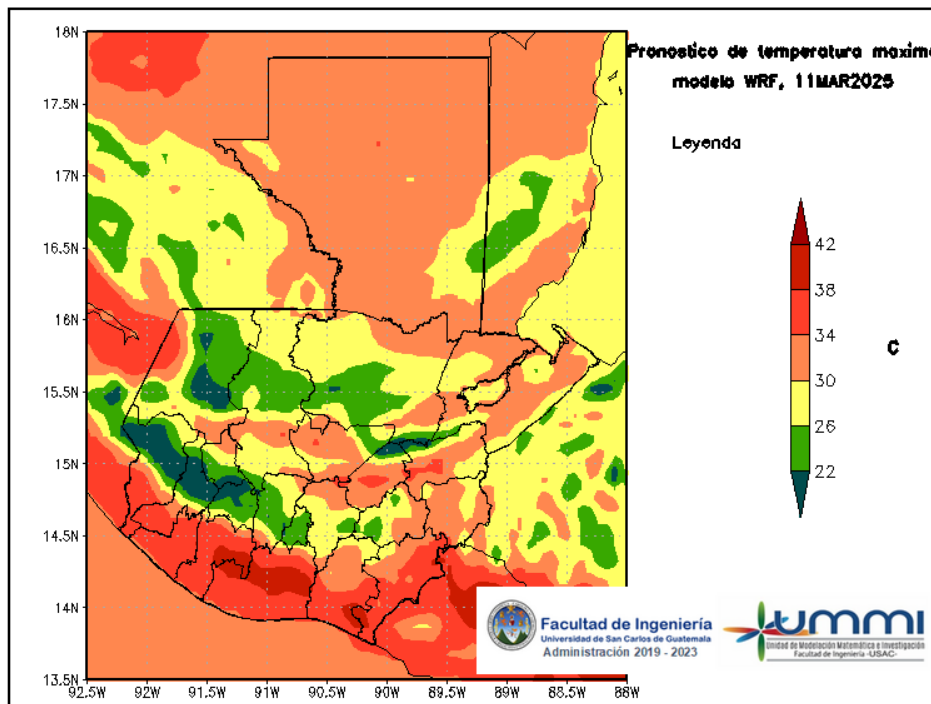 Pronostico de temperatura maxim
modelo WRF, 11MAR2025
Leyenda
42
38
34
30
26
22
C
18N
17.5N
17N
16.5N
16N
15.5N
15N
14.5N
14N
13.5N
92.5W 92W 91.5W 91W 90.5W 90W 89.5W 89W 88.5W 88W
Facultad de Ingeniería
Universidad de San Carlos de Guatemala
Administración 2019 - 2023
ummi
Unidad de Modelación Matemática e Investigación
Facultad de Ingeniería -USAC-